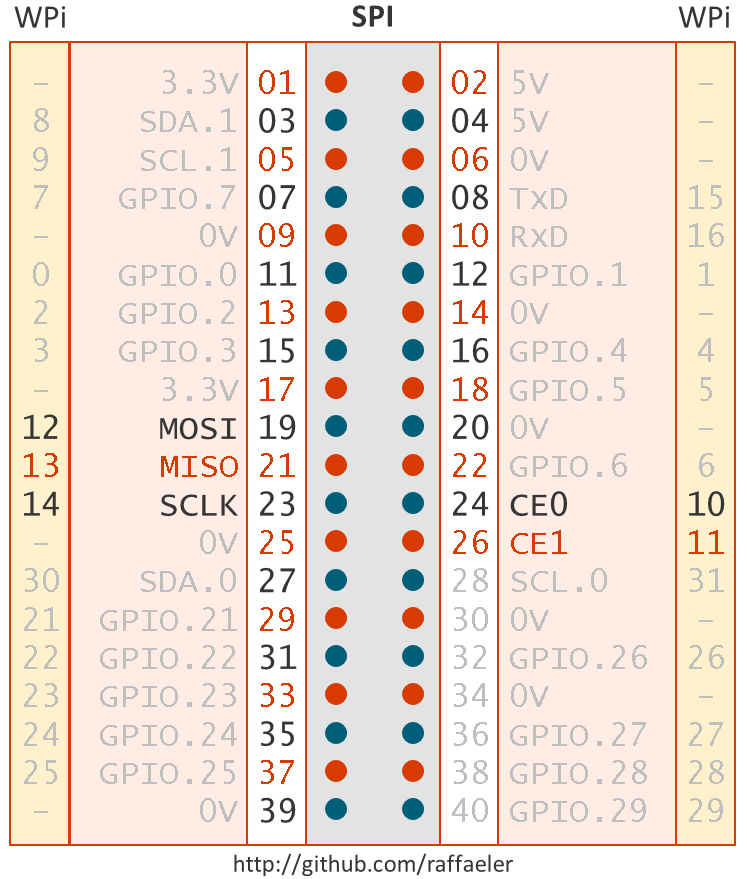 WPi SPI WPi
– 3.3V 01 02 5V –
8 SDA.1 03 04 5V –
9 SCL.1 05 06 0V –
7 GPIO.7 07 08 TxD 15
– 0V 09 10 RxD 16
0 GPIO.0 11 12 GPIO.1 1
2 GPIO.2 13 14 0V –
3 GPIO.3 15 16 GPIO.4 4
– 3.3V 17 18 GPIO.5 5
12 MOSI 19 20 0V –
13 MISO 21 22 GPIO.6 6
14 SCLK 23 24 CE0 10
– 0V 25 26 CE1 11
30 SDA.0 27 28 SCL.0 31
21 GPIO.21 29 30 0V –
22 GPIO.22 31 32 GPIO.26 26
23 GPIO.23 33 34 0V –
24 GPIO.24 35 36 GPIO.27 27
25 GPIO.25 37 38 GPIO.28 28
– 0V 39 40 GPIO.29 29
http://github.com/raffaeler